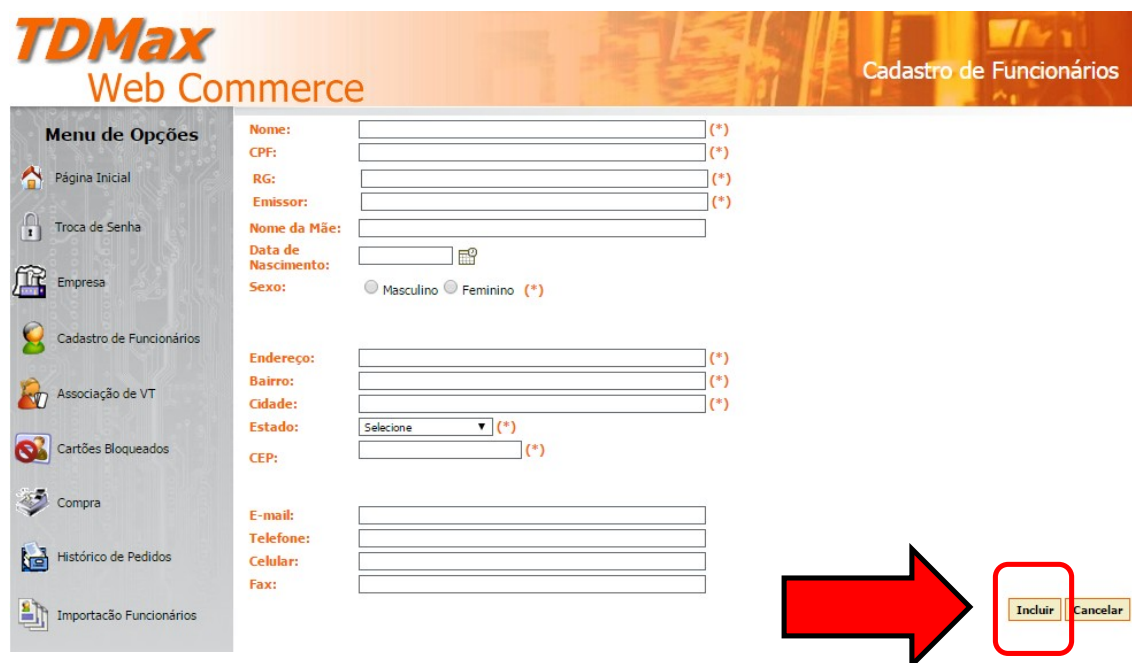 TDMax
Web Commerce
Cadastro de Funcionários
Menu de Opções
Página Inicial
Troca de Senha
Empresa
Cadastro de Funcionários
Associação de VT
Cartões Bloqueados
Compra
Histórico de Pedidos
Importacão Funcionários
Nome: (*)
CPF: (*)
RG: (*)
Emissor: (*)
Nome da Mãe:
Data de
Nascimento:
Sexo: Masculino Feminino (*)
Endereço: (*)
Bairro: (*)
Cidade: (*)
Estado: Selecione (*)
CEP: (*)
E-mail:
Telefone:
Celular:
Fax:
Incluir Cancelar